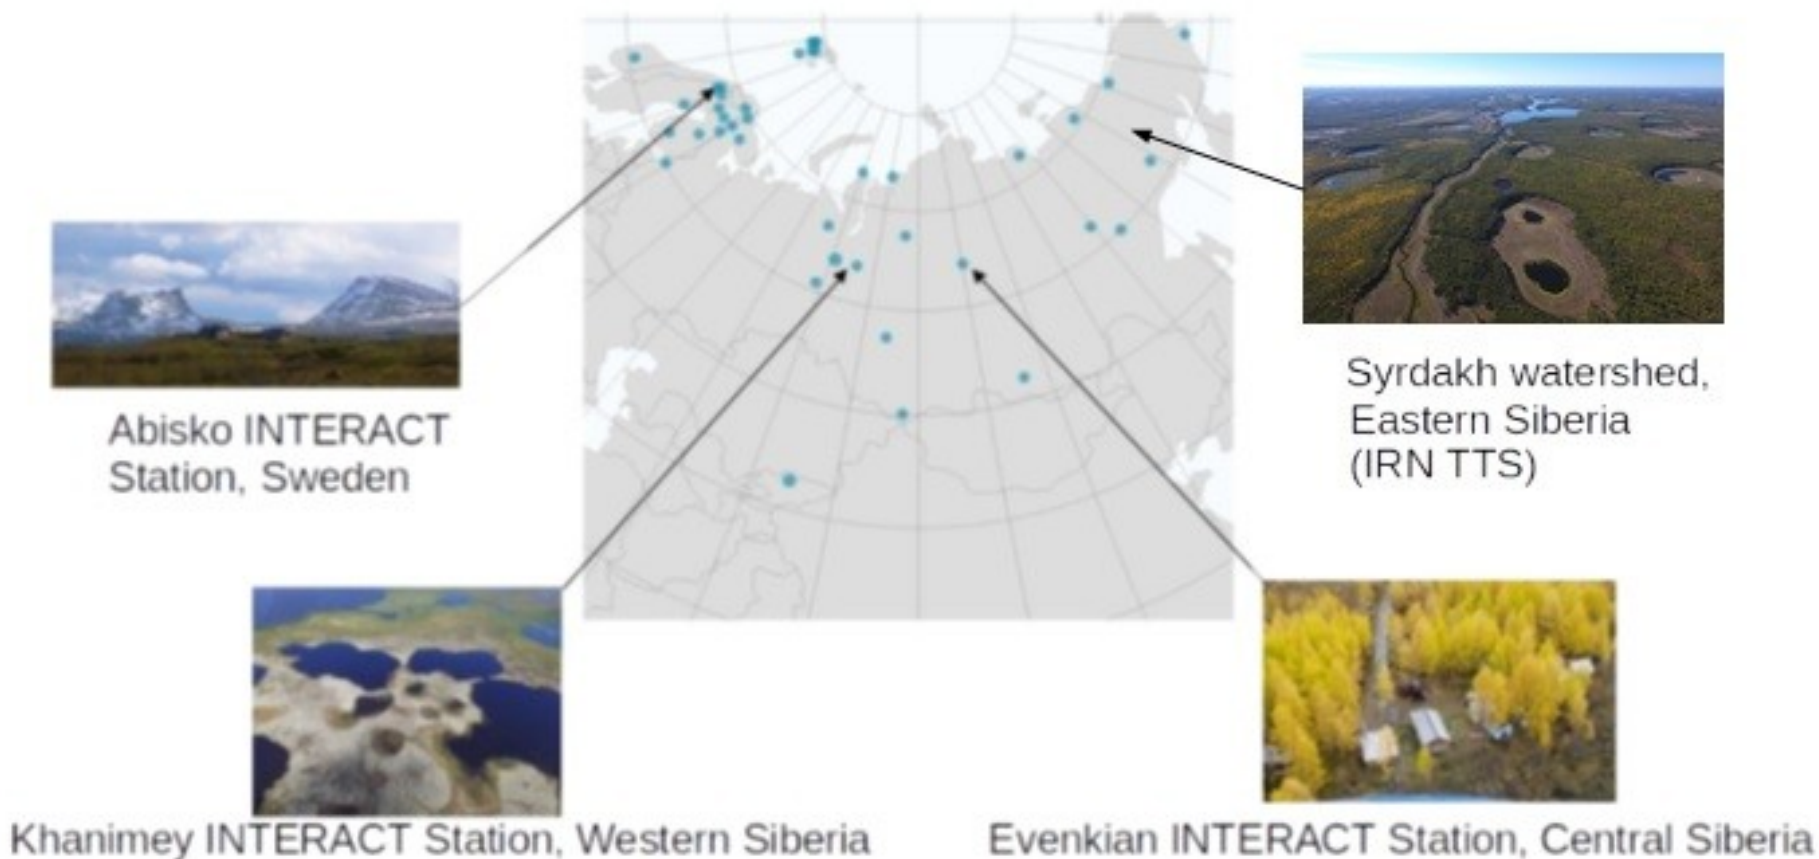 Abisko INTERACT
Station, Sweden
Syrdakh watershed,
Eastern Siberia
(IRN TTS)
Khanimey INTERACT Station, Western Siberia
Evenkian INTERACT Station, Central Siberia